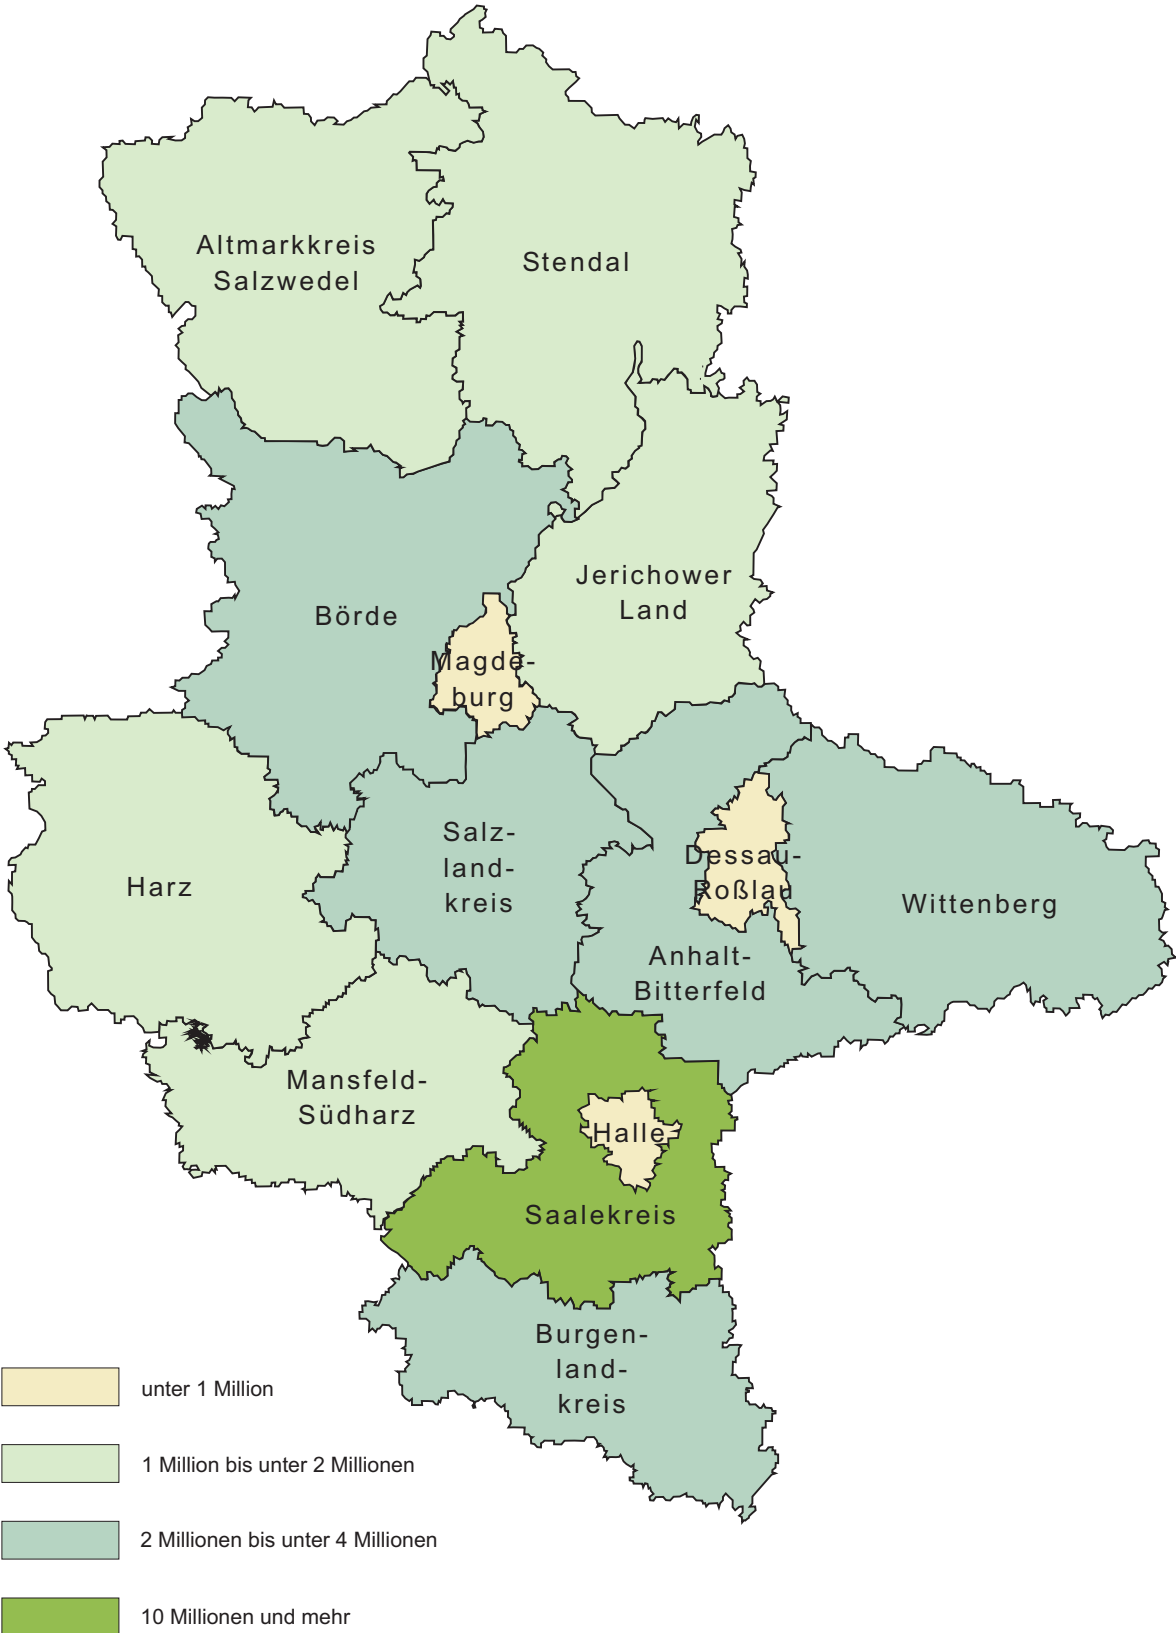 Altmarkkreis
Salzwedel
Stendal
Jerichower
Land
Börde
Magde-
burg
Salz-
land-
kreis
Harz
Dessau-
Roßlau
Wittenberg
Anhalt-
Bitterfeld
Mansfeld-
Südharz
Halle
Saalekreis
Burgen-
land-
kreis
unter 1 Million
1 Million bis unter 2 Millionen
2 Millionen bis unter 4 Millionen
10 Millionen und mehr